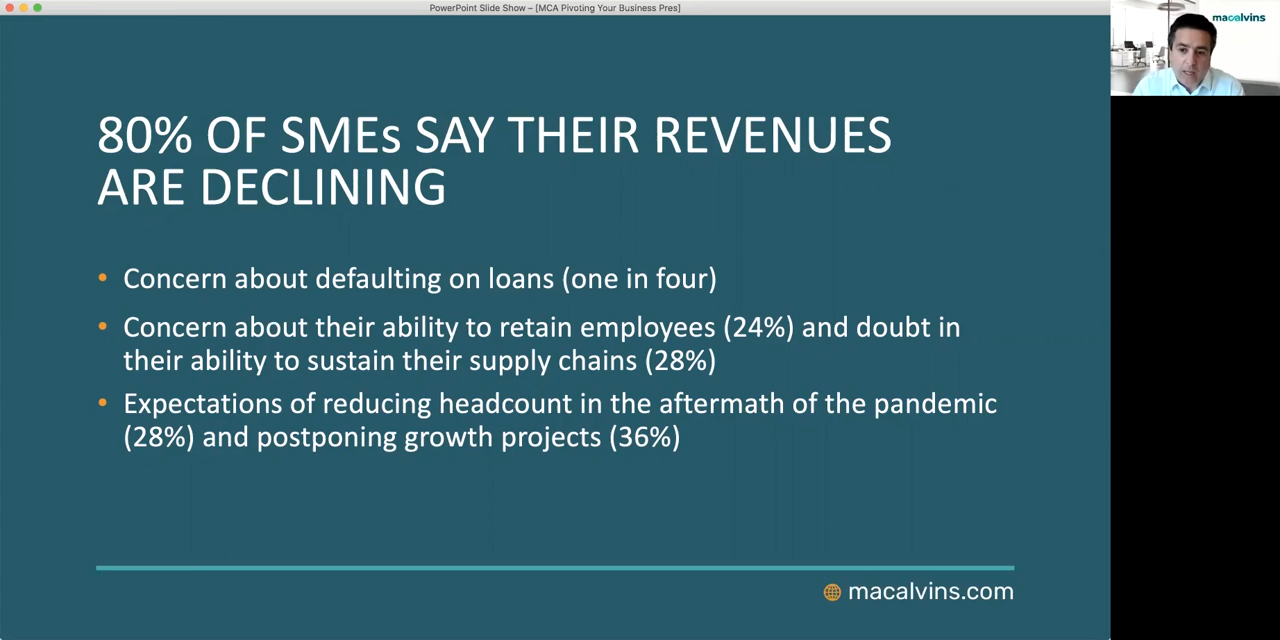 PowerPoint Slide Show - [MCA Pivoting Your Business Pres]
macalvins
80% OF SMEs SAY THEIR REVENUES
ARE DECLINING
• Concern about defaulting on loans (one in four)
• Concern about their ability to retain employees (24%) and doubt in
their ability to sustain their supply chains (28%)
• Expectations of reducing headcount in the aftermath of the pandemic
(28%) and postponing growth projects (36%)
macalvins.com